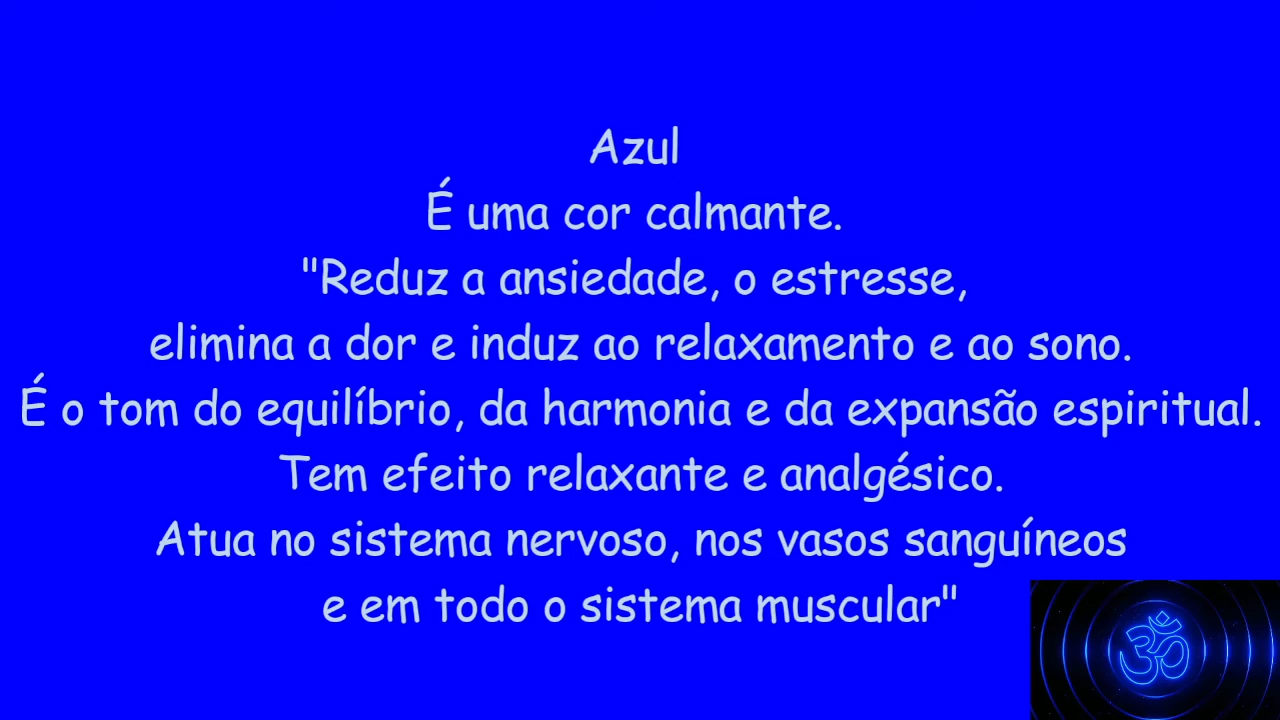 Azul
É uma cor calmante.
"Reduz a ansiedade, o estresse,
elimina a dor e induz ao relaxamento e ao sono.
É o tom do equilíbrio, da harmonia e da expansão espiritual.
Tem efeito relaxante e analgésico.
Atua no sistema nervoso, nos vasos sanguíneos
e em todo o sistema muscular"
ॐ